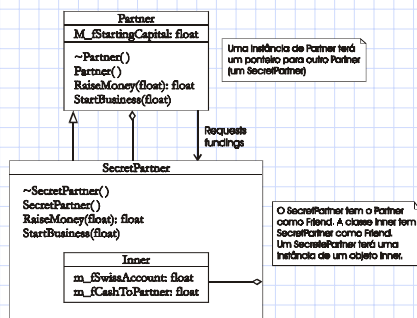 Partner
M_fStartingCapital: float
~Partner()
Partner()
RaiseMoney(float): float
StartBusiness(float)
Uma instância de Partner terá
um ponteiro para outro Partner
(um SecretPartner)
Requests
fundings
SecretPartner
~SecretPartner()
SecretPartner()
RaiseMoney(float): float
StartBusiness(float)
O SecretPartner tem o Partner
como Friend. A classe Inner tem
SecretPartner como Friend.
Um SecretePartner terá uma
instância de um objeto Inner.
Inner
m_fSwissAccount: float
m_fCashToPartner: float